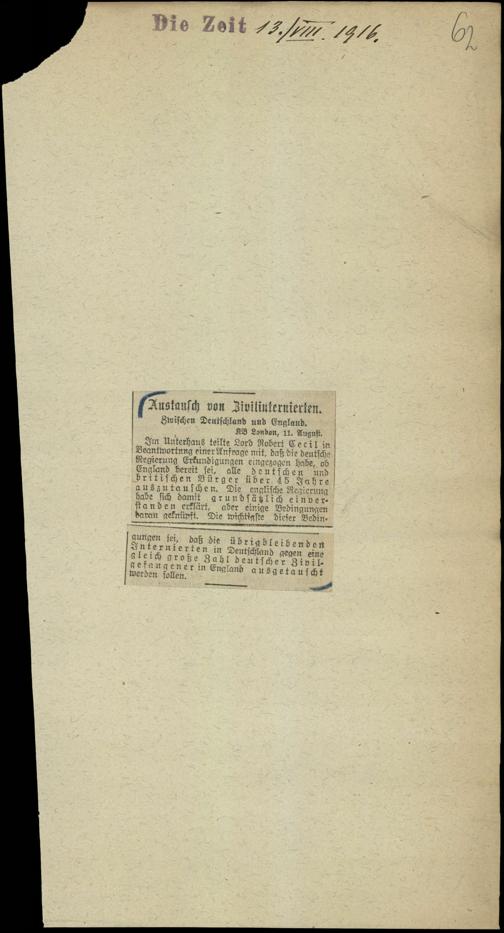 Die Zeit 13./VIII. 1916.
62
Austausch von Zivilinternierten.
Zwischen Deutschland und England.
KB London, 11. August.
Im Unterhaus teilte Lord Robert Cecil in
Beantwortung einer Anfrage mit, daß die deutsche
Regierung Erkundigungen eingezogen habe, ob
England bereit sei, alle deutschen und
britischen Bürger über 45 Jahre
auszutauschen. Die englische Regierung
habe sich damit grundsätzlich einver-
standen erklärt, aber einige Bedingungen
daran geknüpft. Die wichtigste dieser Bedin-
gungen sei, daß die übrigbleibenden
Internierten in Deutschland gegen eine
gleich große Zahl deutscher Zivil-
gefangener in England ausgetauscht
werden sollen.